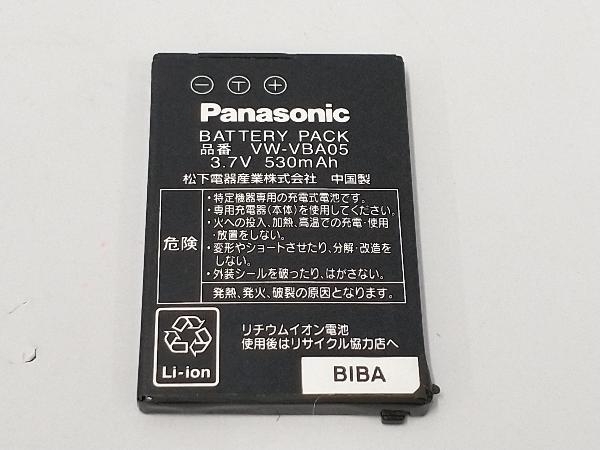 − T +
Panasonic
BATTERY PACK
品番 VW-VBA05
3.7V 530mAh
松下電器産業株式会社 中国製
危険
・特定機器専用の充電式電池です。
・専用充電器(本体)を使用してください。
・火への投入、加熱、高温での充電・使用
・放置をしない。
・変形やショートさせたり、分解・改造を
しない。
・外装シールを破ったり、はがさない。
発熱、発火、破裂の原因となります。
Li-ion
リチウムイオン電池
使用後はリサイクル協力店へ
BIBA